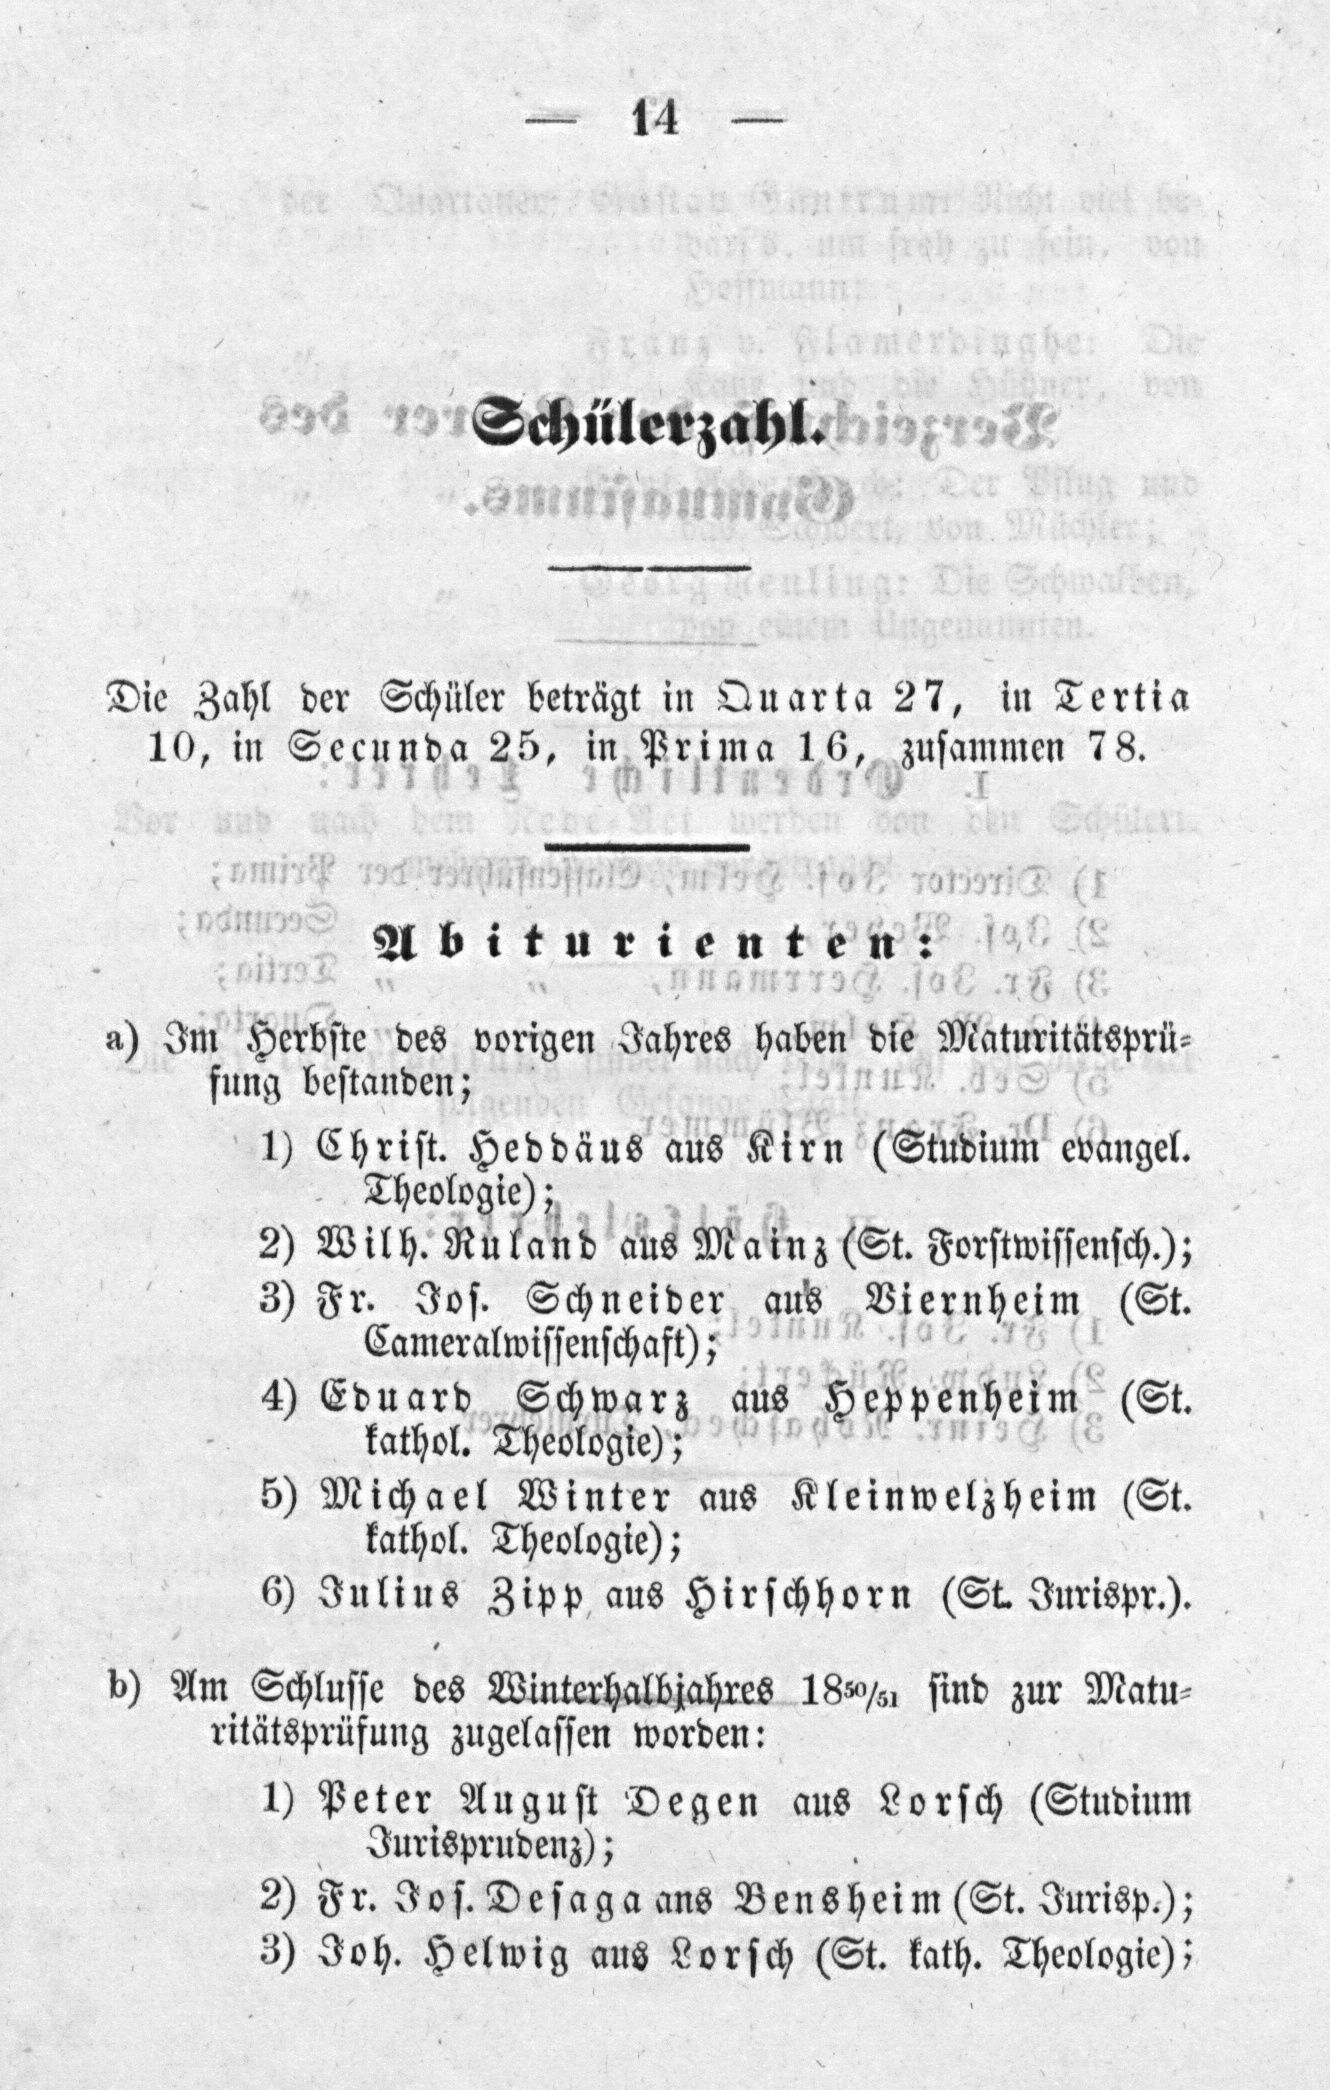 — 14 —
Schülerzahl.
Die Zahl der Schüler beträgt in Quarta 27, in Tertia
10, in Secunda 25, in Prima 16, zusammen 78.
Abiturienten:
a) Im Herbste des vorigen Jahres haben die Maturitätsprü-
fung bestanden;
1) Christ. Heddäus aus Kirn (Studium evangel.
Theologie);
2) Wilh. Ruland aus Mainz (St. Forstwissensch.);
3) Fr. Jos. Schneider aus Viernheim (St.
Cameralwissenschaft);
4) Eduard Schwarz aus Heppenheim (St.
kathol. Theologie);
5) Michael Winter aus Kleinwelzheim (St.
kathol. Theologie);
6) Julius Zipp aus Hirschhorn (St. Jurispr.).
b) Am Schlusse des Winterhalbjahres 1850/51 sind zur Matu-
ritätsprüfung zugelassen worden:
1) Peter August Degen aus Lorsch (Studium
Jurisprudenz);
2) Fr. Jos. Desaga ans Bensheim (St. Jurisp.);
3) Joh. Helwig aus Lorsch (St. kath. Theologie);